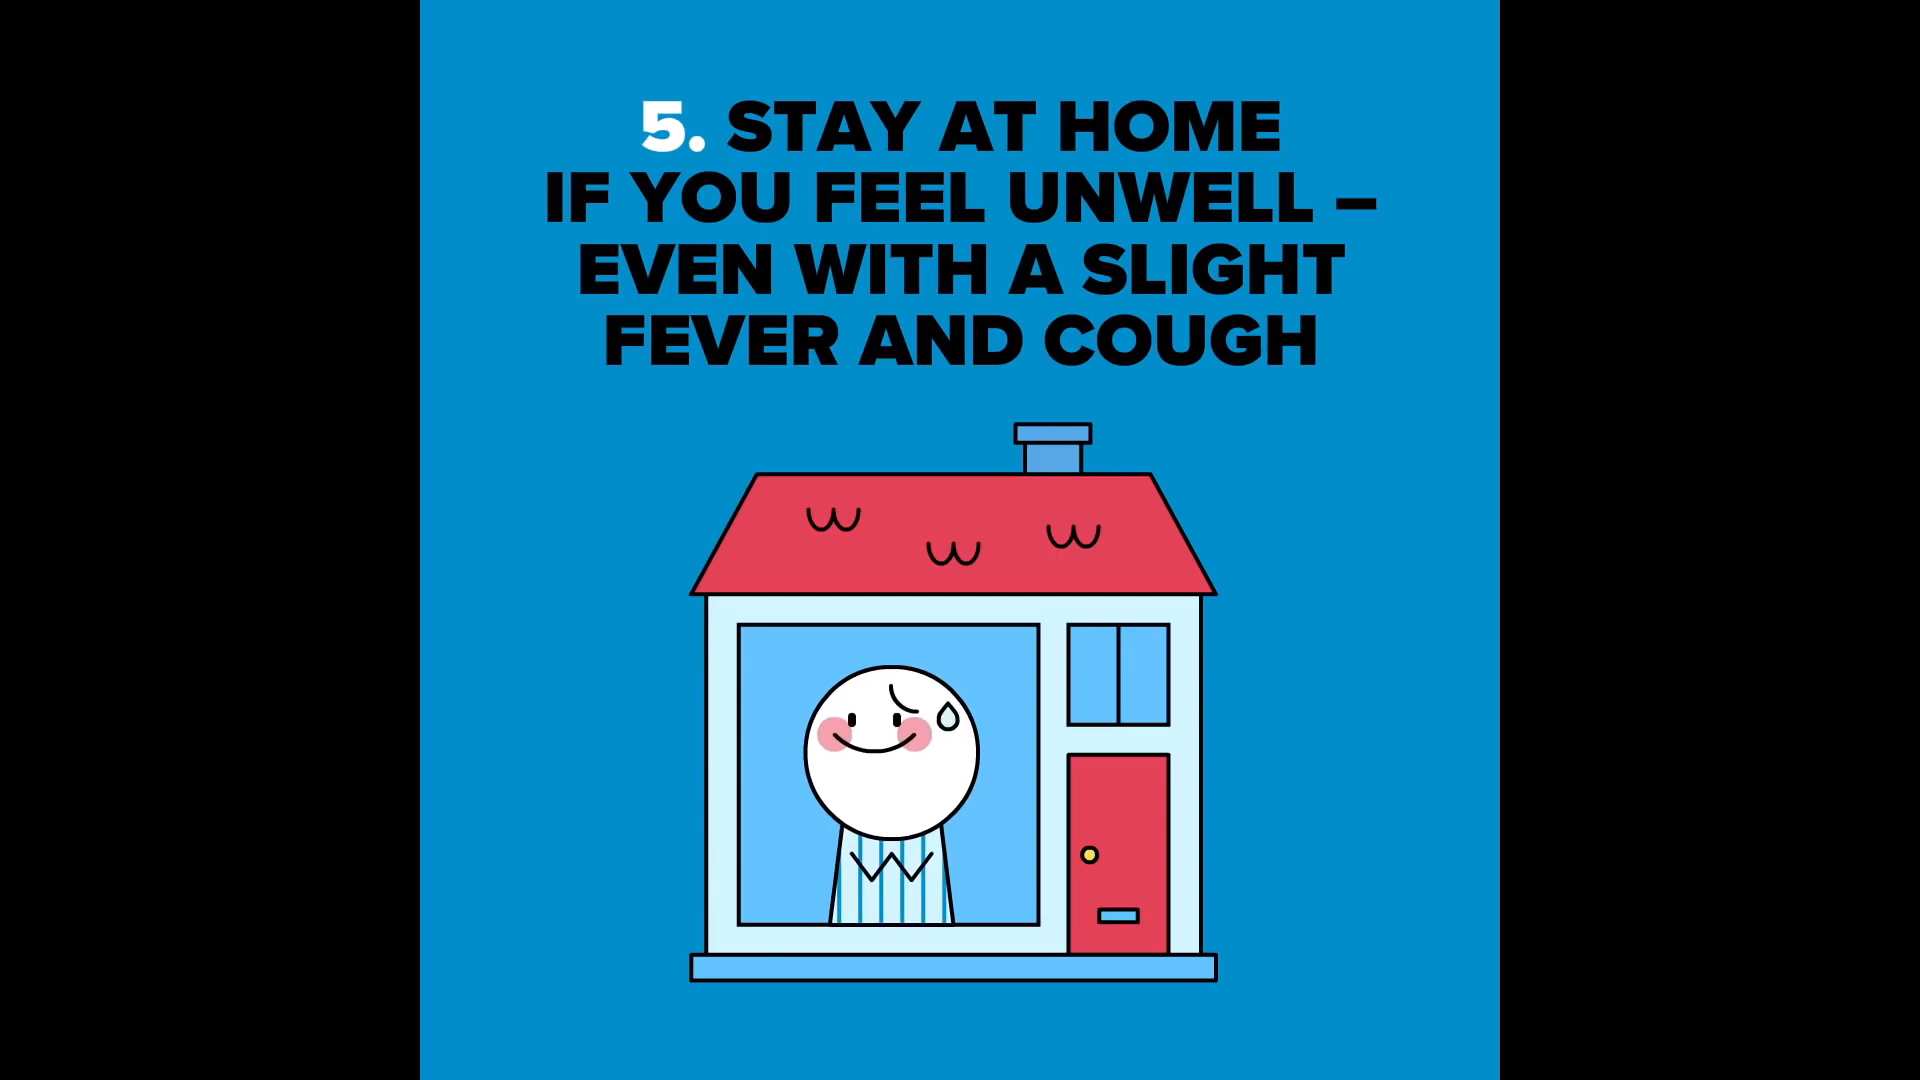 5. STAY AT HOME
IF YOU FEEL UNWELL –
EVEN WITH A SLIGHT
FEVER AND COUGH